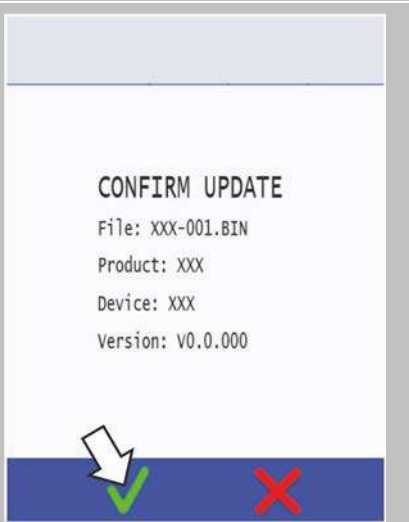 CONFIRM UPDATE
File: XXX-001.BIN
Product: XXX
Device: XXX
Version: V0.0.000